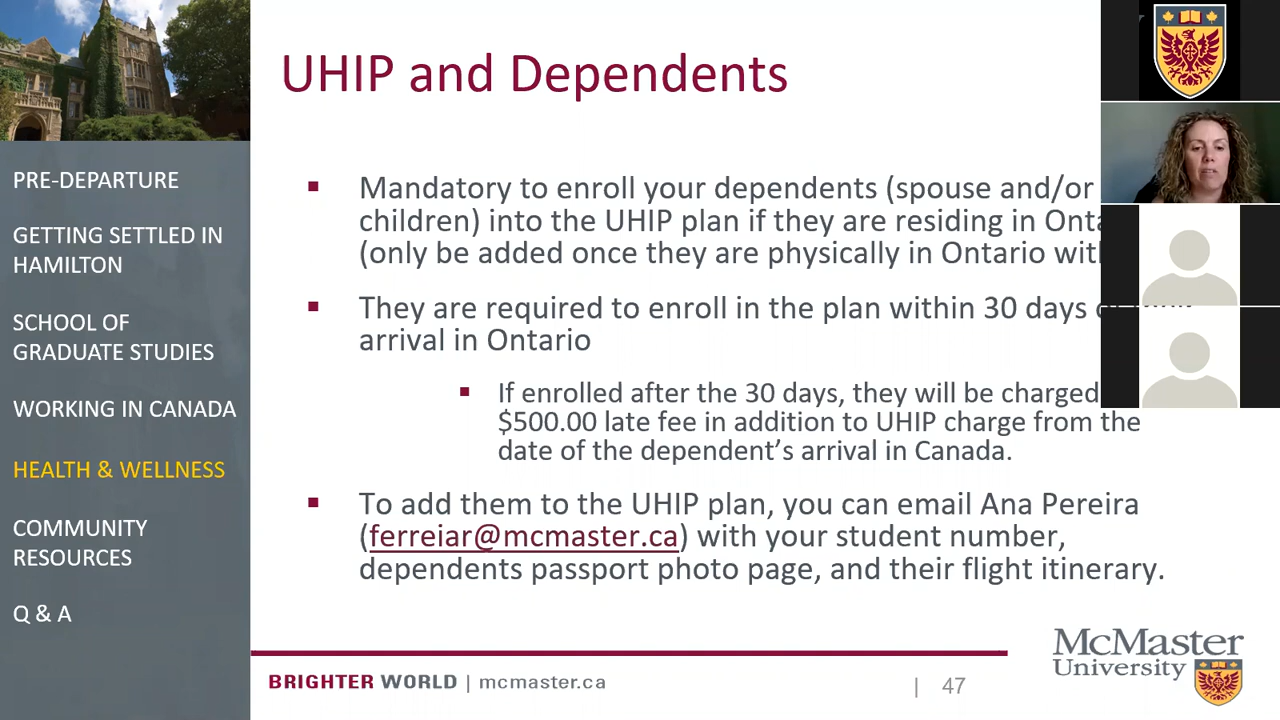 UHIP and Dependents
PRE-DEPARTURE
GETTING SETTLED IN
HAMILTON
SCHOOL OF
GRADUATE STUDIES
WORKING IN CANADA
HEALTH & WELLNESS
COMMUNITY
RESOURCES
Q & A
▪ Mandatory to enroll your dependents (spouse and/or
children) into the UHIP plan if they are residing in
(only be added once they are physically in Ontario
▪ They are required to enroll in the plan within 30 days
arrival in Ontario
▪ If enrolled after the 30 days, they will be charged
$500.00 late fee in addition to UHIP charge from the
date of the dependent’s arrival in Canada.
▪ To add them to the UHIP plan, you can email Ana Pereira
(ferreiar@mcmaster.ca) with your student number,
dependents passport photo page, and their flight itinerary.
BRIGHTER WORLD | mcmaster.ca
| 47
McMaster
University